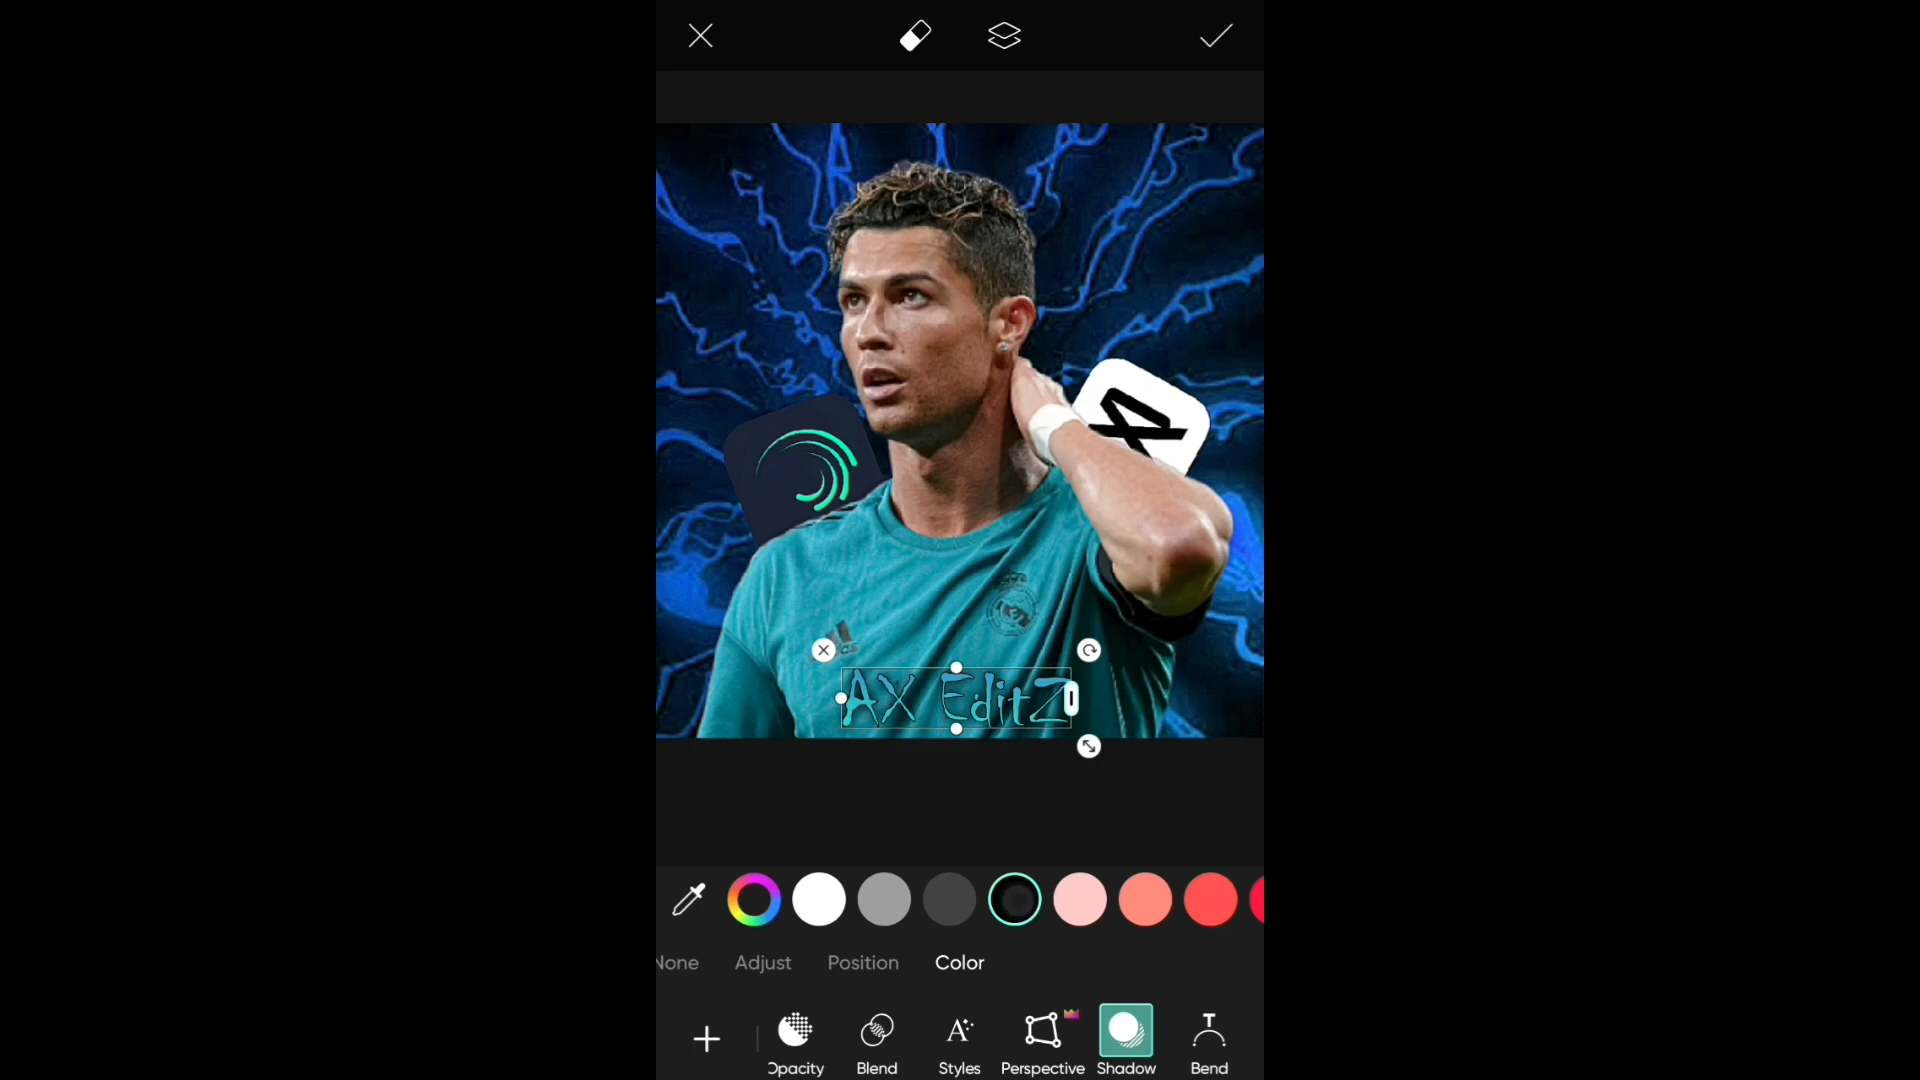 AX EditZ
None Adjust Position Color
Opacity Blend Styles Perspective Shadow Bend